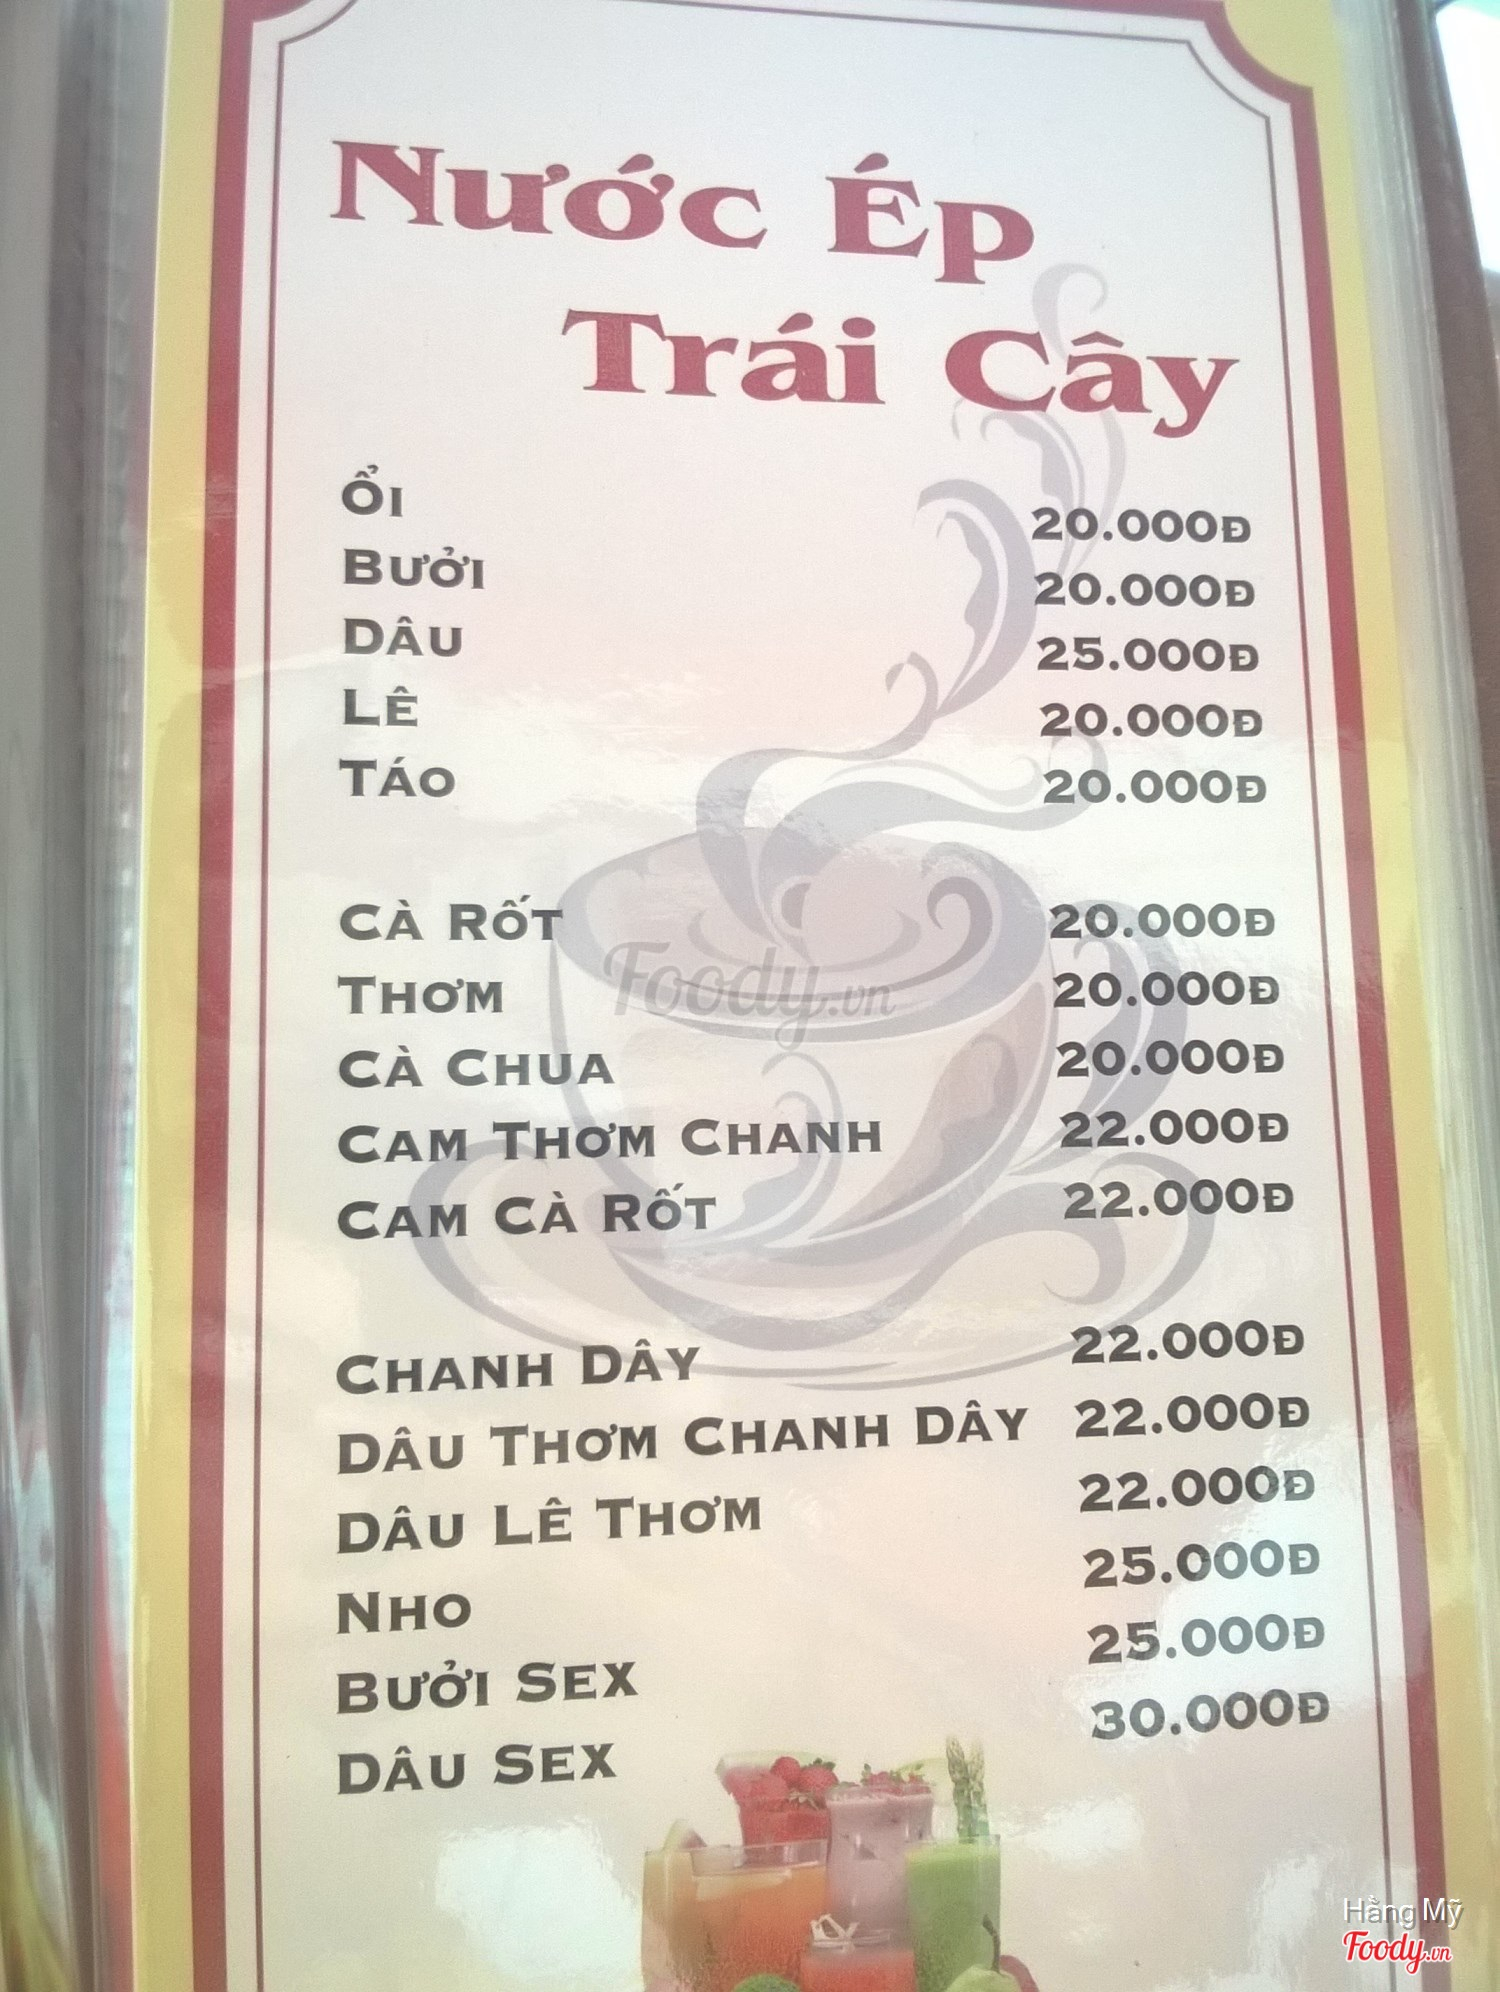 Nước Ép
Trái Cây
Ổi 20.000Đ
Bưởi 20.000Đ
Dâu 25.000Đ
Lê 20.000Đ
Táo 20.000Đ
Cà Rốt 20.000Đ
Thơm 20.000Đ
Cà Chua 20.000Đ
Cam Thơm Chanh 22.000Đ
Cam Cà Rốt 22.000Đ
Chanh Dây 22.000Đ
Dâu Thơm Chanh Dây 22.000Đ
Dâu Lê Thơm 22.000Đ
Nho 25.000Đ
Bưởi Sex 25.000Đ
Dâu Sex 30.000Đ
Foody.vn
Hằng Mỹ
Foody.vn